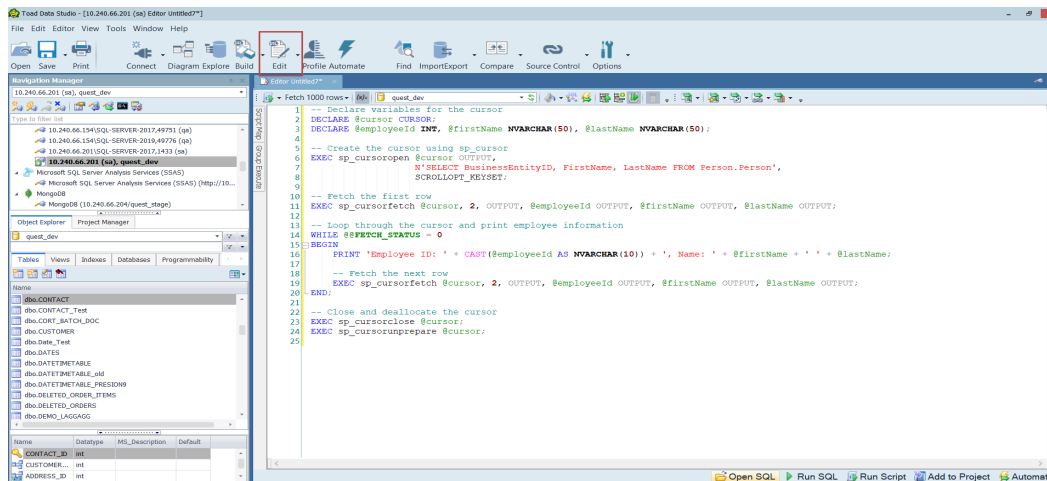 Toad Data Studio - [10.240.66.201 (sa) Editor Untitled7*]
File Edit Editor View Tools Window Help
Open Save Print Connect Diagram Explore Build Edit Profile Automate Find ImportExport Compare Source Control Options
Navigation Manager
10.240.66.201 (sa), quest_dev
Type to filter list
10.240.66.154\SQL-SERVER-2017,49751 (qa)
10.240.66.154\SQL-SERVER-2019,49776 (qa)
10.240.66.201\SQL-SERVER-2017,1433 (sa)
10.240.66.201 (sa), quest_dev
Microsoft SQL Server Analysis Services (SSAS)
Microsoft SQL Server Analysis Services (SSAS) (http://10...
MongoDB
MongoDB (10.240.66.204/quest_stage)
Object Explorer Project Manager
quest_dev
Tables Views Indexes Databases Programmability
Name
dbo.CONTACT
dbo.CONTACT_Test
dbo.CORT_BATCH_DOC
dbo.CUSTOMER
dbo.Date_Test
dbo.DATES
dbo.DATETIMETABLE
dbo.DATETIMETABLE_old
dbo.DATETIMETABLE_PRESION9
dbo.DELETED_ORDER_ITEMS
dbo.DELETED_ORDERS
dbo.DEMO_LAGGAGG
Name Datatype MS_Description Default
CONTACT_ID int
CUSTOMER... int
ADDRESS_ID int
Editor Untitled7*
Fetch 1000 rows quest_dev
Script Map
Group Execute
1 -- Declare variables for the cursor
2 DECLARE @cursor CURSOR;
3 DECLARE @employeeId INT, @firstName NVARCHAR(50), @lastName NVARCHAR(50);
4
5 -- Create the cursor using sp_cursor
6 EXEC sp_cursoropen @cursor OUTPUT,
7 N'SELECT BusinessEntityID, FirstName, LastName FROM Person.Person',
8 SCROLLOPT_KEYSET;
9
10 -- Fetch the first row
11 EXEC sp_cursorfetch @cursor, 2, OUTPUT, @employeeId OUTPUT, @firstName OUTPUT, @lastName OUTPUT;
12
13 -- Loop through the cursor and print employee information
14 WHILE @@FETCH_STATUS = 0
15 BEGIN
16 PRINT 'Employee ID: ' + CAST(@employeeId AS NVARCHAR(10)) + ', Name: ' + @firstName + ' ' + @lastName;
17
18 -- Fetch the next row
19 EXEC sp_cursorfetch @cursor, 2, OUTPUT, @employeeId OUTPUT, @firstName OUTPUT, @lastName OUTPUT;
20 END;
21
22 -- Close and deallocate the cursor
23 EXEC sp_cursorclose @cursor;
24 EXEC sp_cursorunprepare @cursor;
25
Open SQL Run SQL Run Script Add to Project Automat